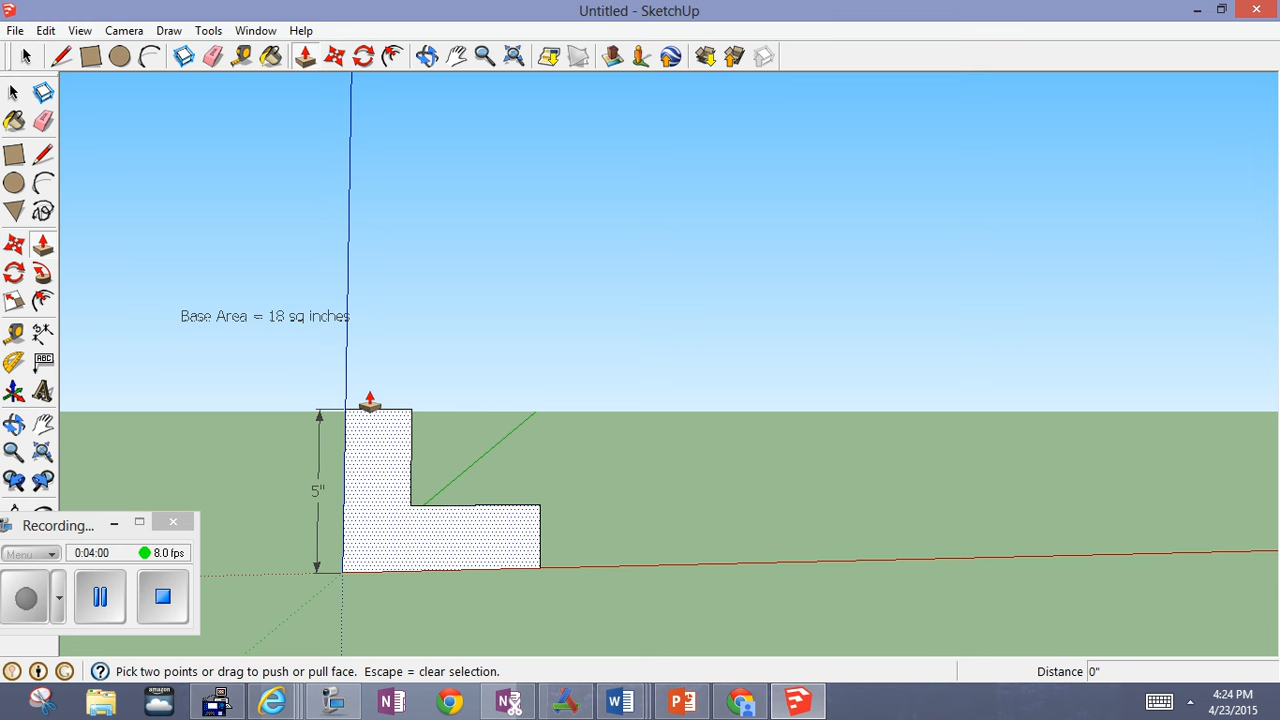 Untitled - SketchUp
File Edit View Camera Draw Tools Window Help
ABC
Base Area = 18 sq inches
5"
Recording...
Menu 0:04:00 8.0 fps
Pick two points or drag to push or pull face. Escape = clear selection. Distance 0"
amazon
4:24 PM
4/23/2015